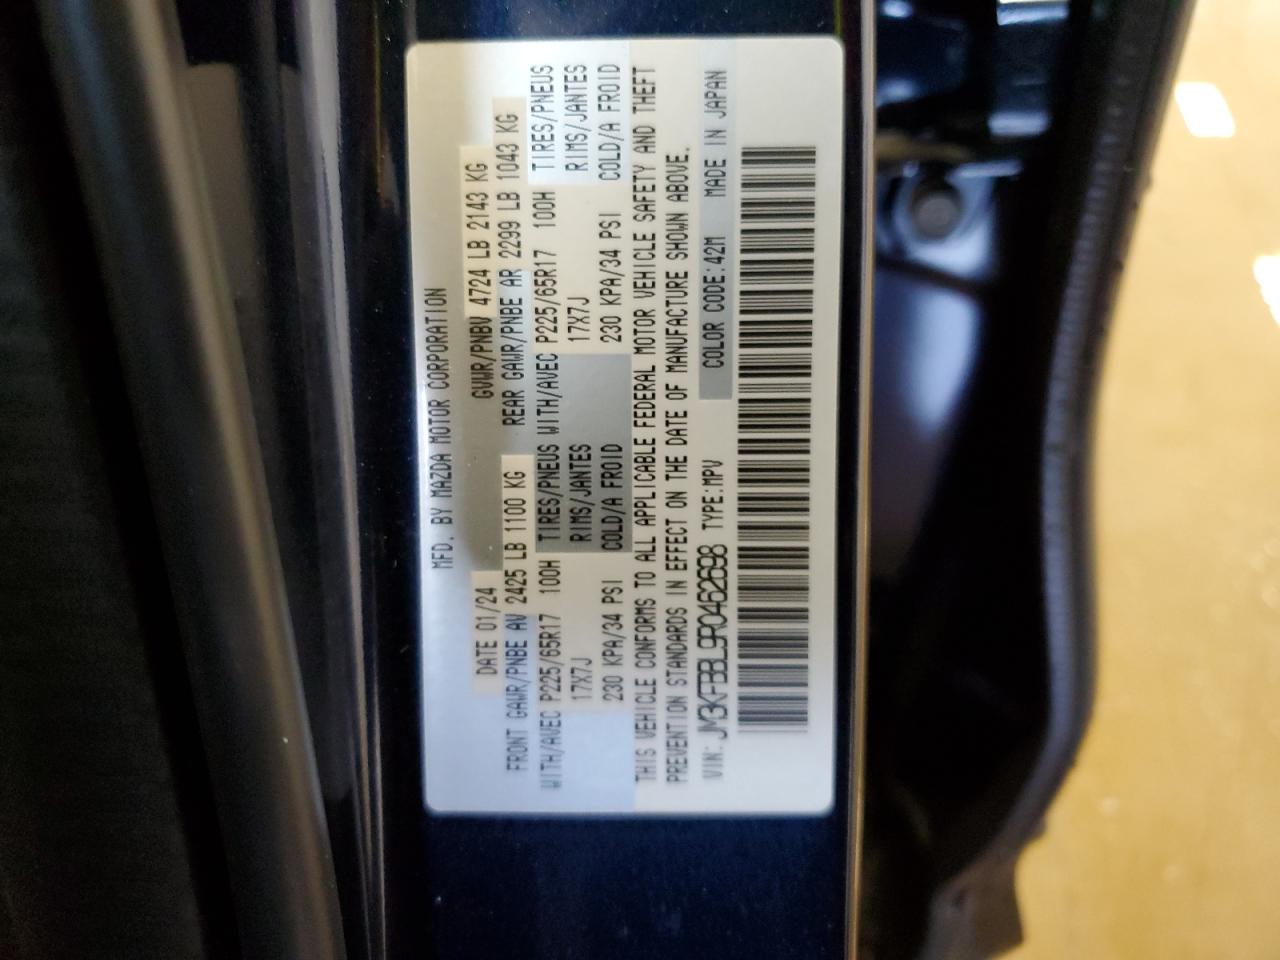 MFD. BY MAZDA MOTOR CORPORATION
DATE 01/24 GVWR/PNBV 4724 LB 2143 KG
FRONT GAWR/PNBE AV 2425 LB 1100 KG REAR GAWR/PNBE AR 2299 LB 1043 KG
WITH/AVEC P225/65R17 100H TIRES/PNEUS WITH/AVEC P225/65R17 100H TIRES/PNEUS
17X7J RIMS/JANTES 17X7J RIMS/JANTES
230 KPA/34 PSI COLD/A FROID 230 KPA/34 PSI COLD/A FROID
THIS VEHICLE CONFORMS TO ALL APPLICABLE FEDERAL MOTOR VEHICLE SAFETY AND THEFT
PREVENTION STANDARDS IN EFFECT ON THE DATE OF MANUFACTURE SHOWN ABOVE.
VIN: JM3KFBBL9R0462698 TYPE:MPV COLOR CODE:42M MADE IN JAPAN